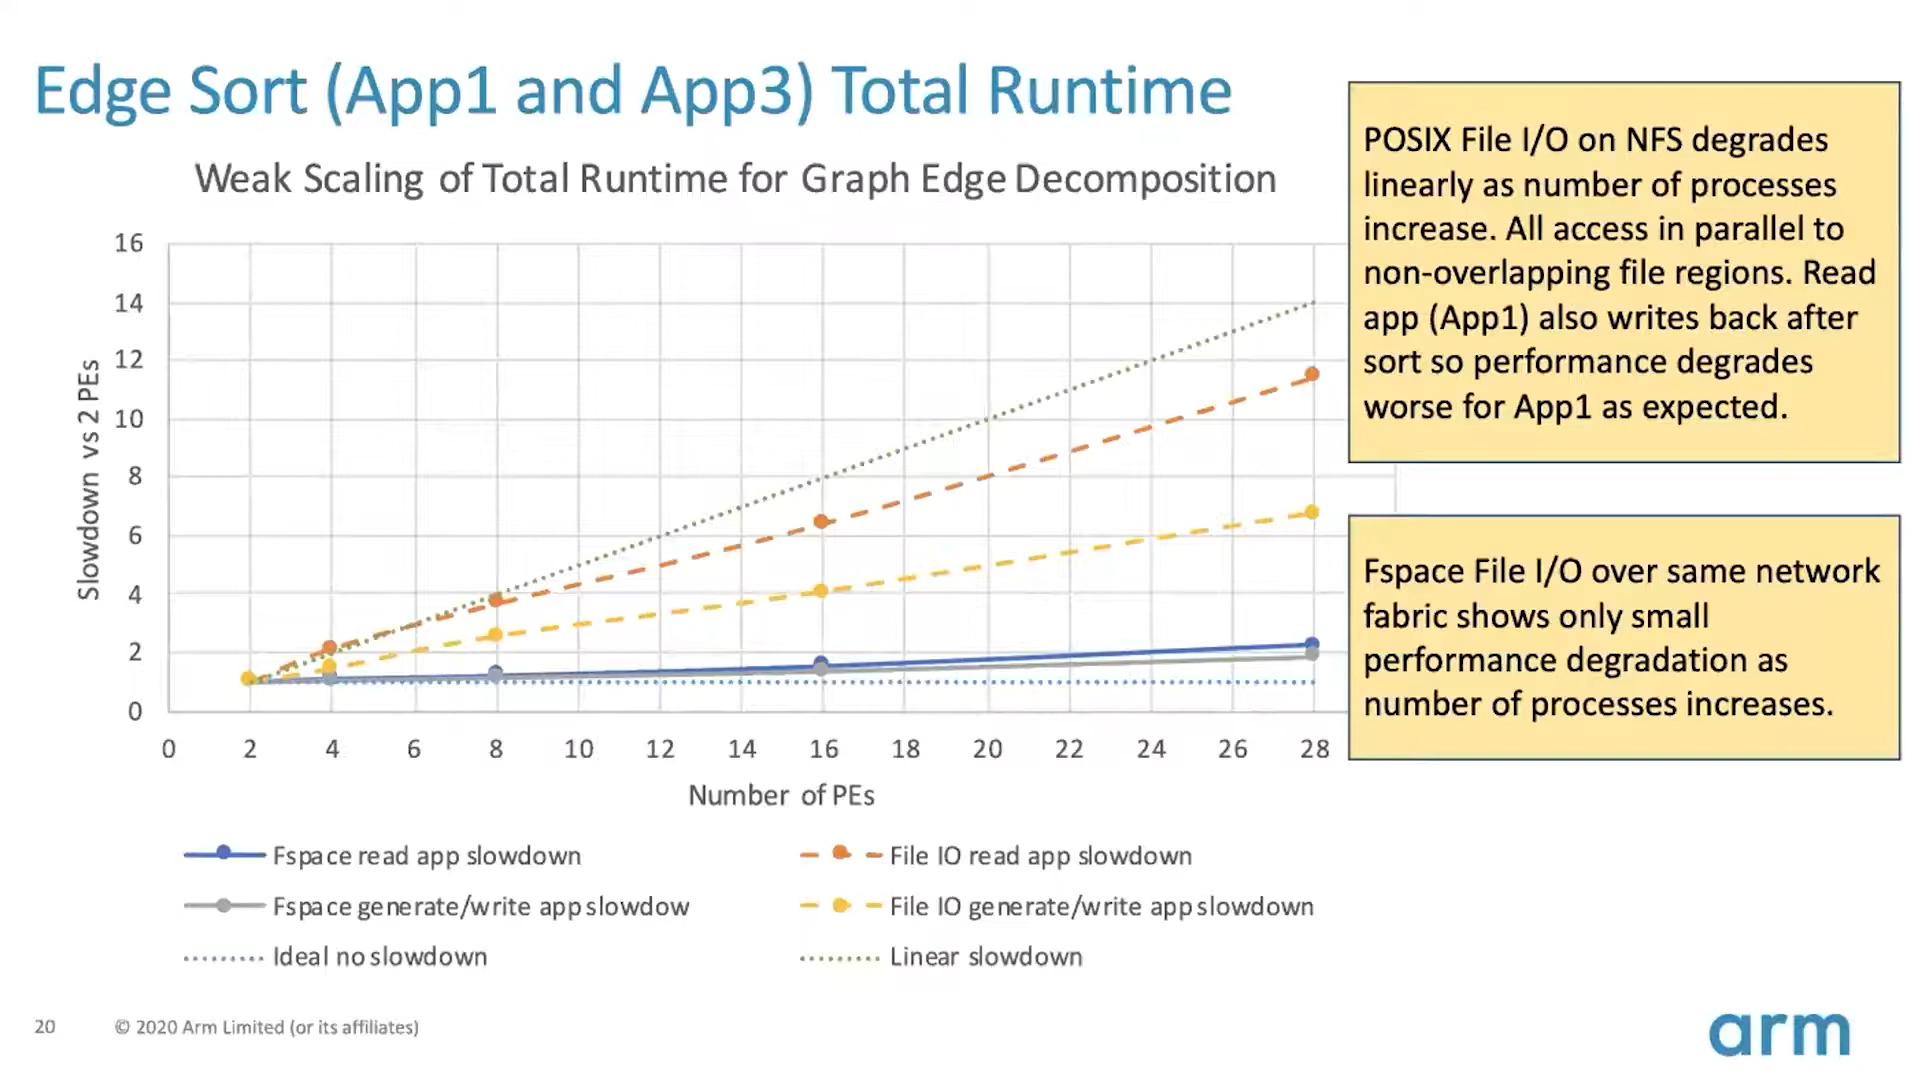 Edge Sort (App1 and App3) Total Runtime
Weak Scaling of Total Runtime for Graph Edge Decomposition
16
14
12
10
8
6
4
2
0
Slowdown vs 2 PEs
0 2 4 6 8 10 12 14 16 18 20 22 24 26 28
Number of PEs
Fspace read app slowdown
File IO read app slowdown
Fspace generate/write app slowdow
File IO generate/write app slowdown
Ideal no slowdown
Linear slowdown
POSIX File I/O on NFS degrades
linearly as number of processes
increase. All access in parallel to
non-overlapping file regions. Read
app (App1) also writes back after
sort so performance degrades
worse for App1 as expected.
Fspace File I/O over same network
fabric shows only small
performance degradation as
number of processes increases.
20
© 2020 Arm Limited (or its affiliates)
arm